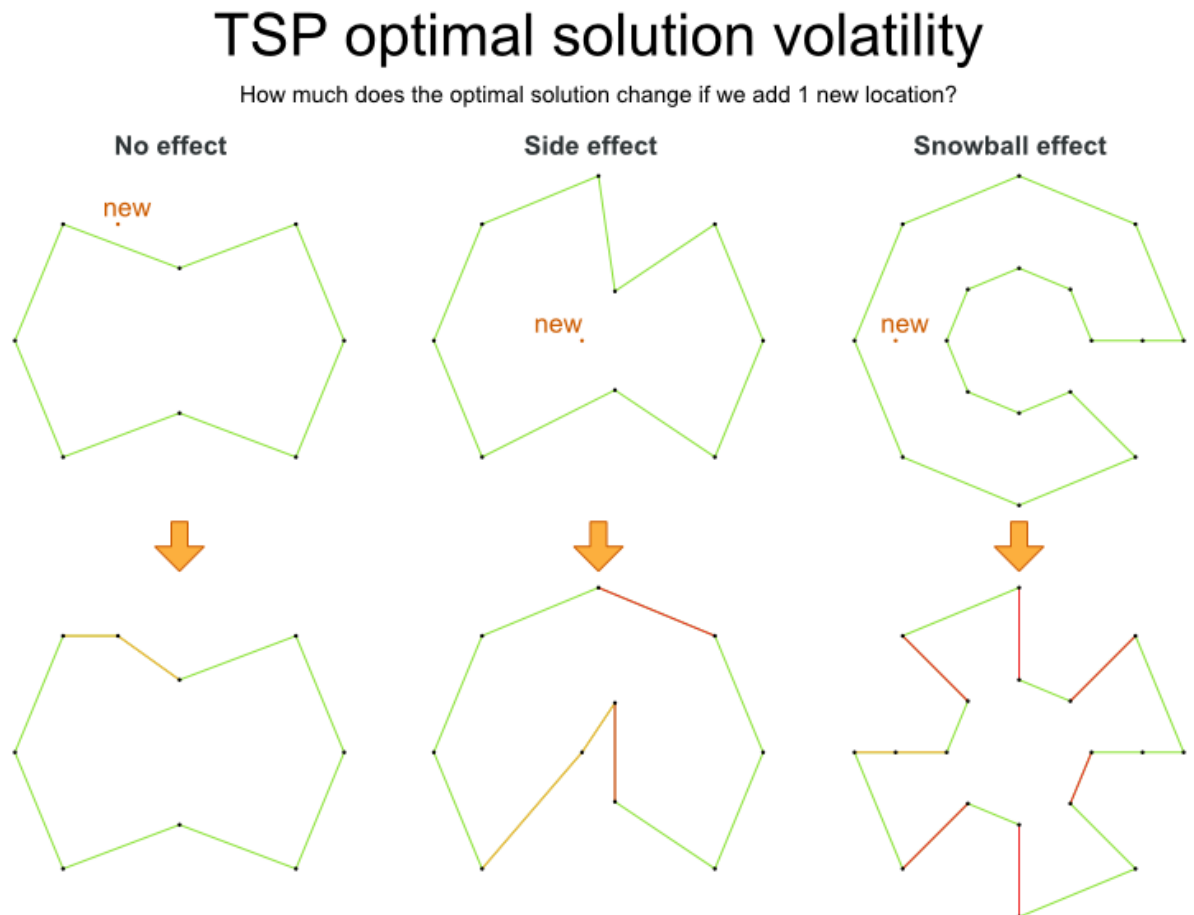 TSP optimal solution volatility
How much does the optimal solution change if we add 1 new location?
No effect
Side effect
Snowball effect
new
new
new